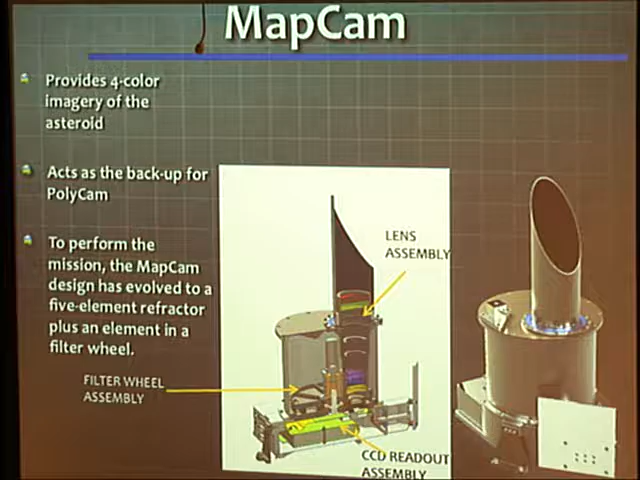 MapCam
Provides 4-color
imagery of the
asteroid
Acts as the back-up for
PolyCam
To perform the
mission, the MapCam
design has evolved to a
five-element refractor
plus an element in a
filter wheel.
LENS
ASSEMBLY
FILTER WHEEL
ASSEMBLY
CCD READOUT
ASSEMBLY